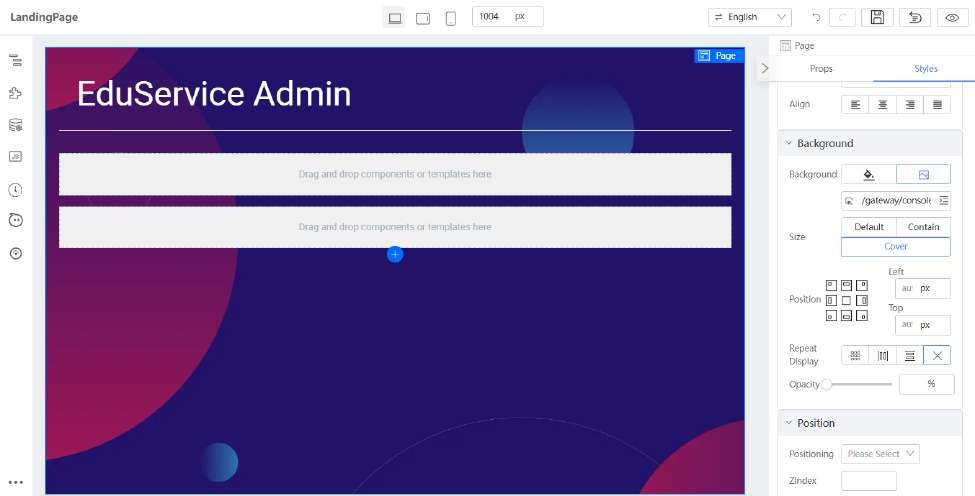 LandingPage
1004 px
English
Page
Page
Props
Styles
EduService Admin
Drag and drop components or templates here
Drag and drop components or templates here
Align
Background
Background
/gateway/console
Size
Default
Contain
Cover
Position
Left
px
Top
px
Repeat
Display
Opacity
%
Position
Positioning
Please Select
ZIndex